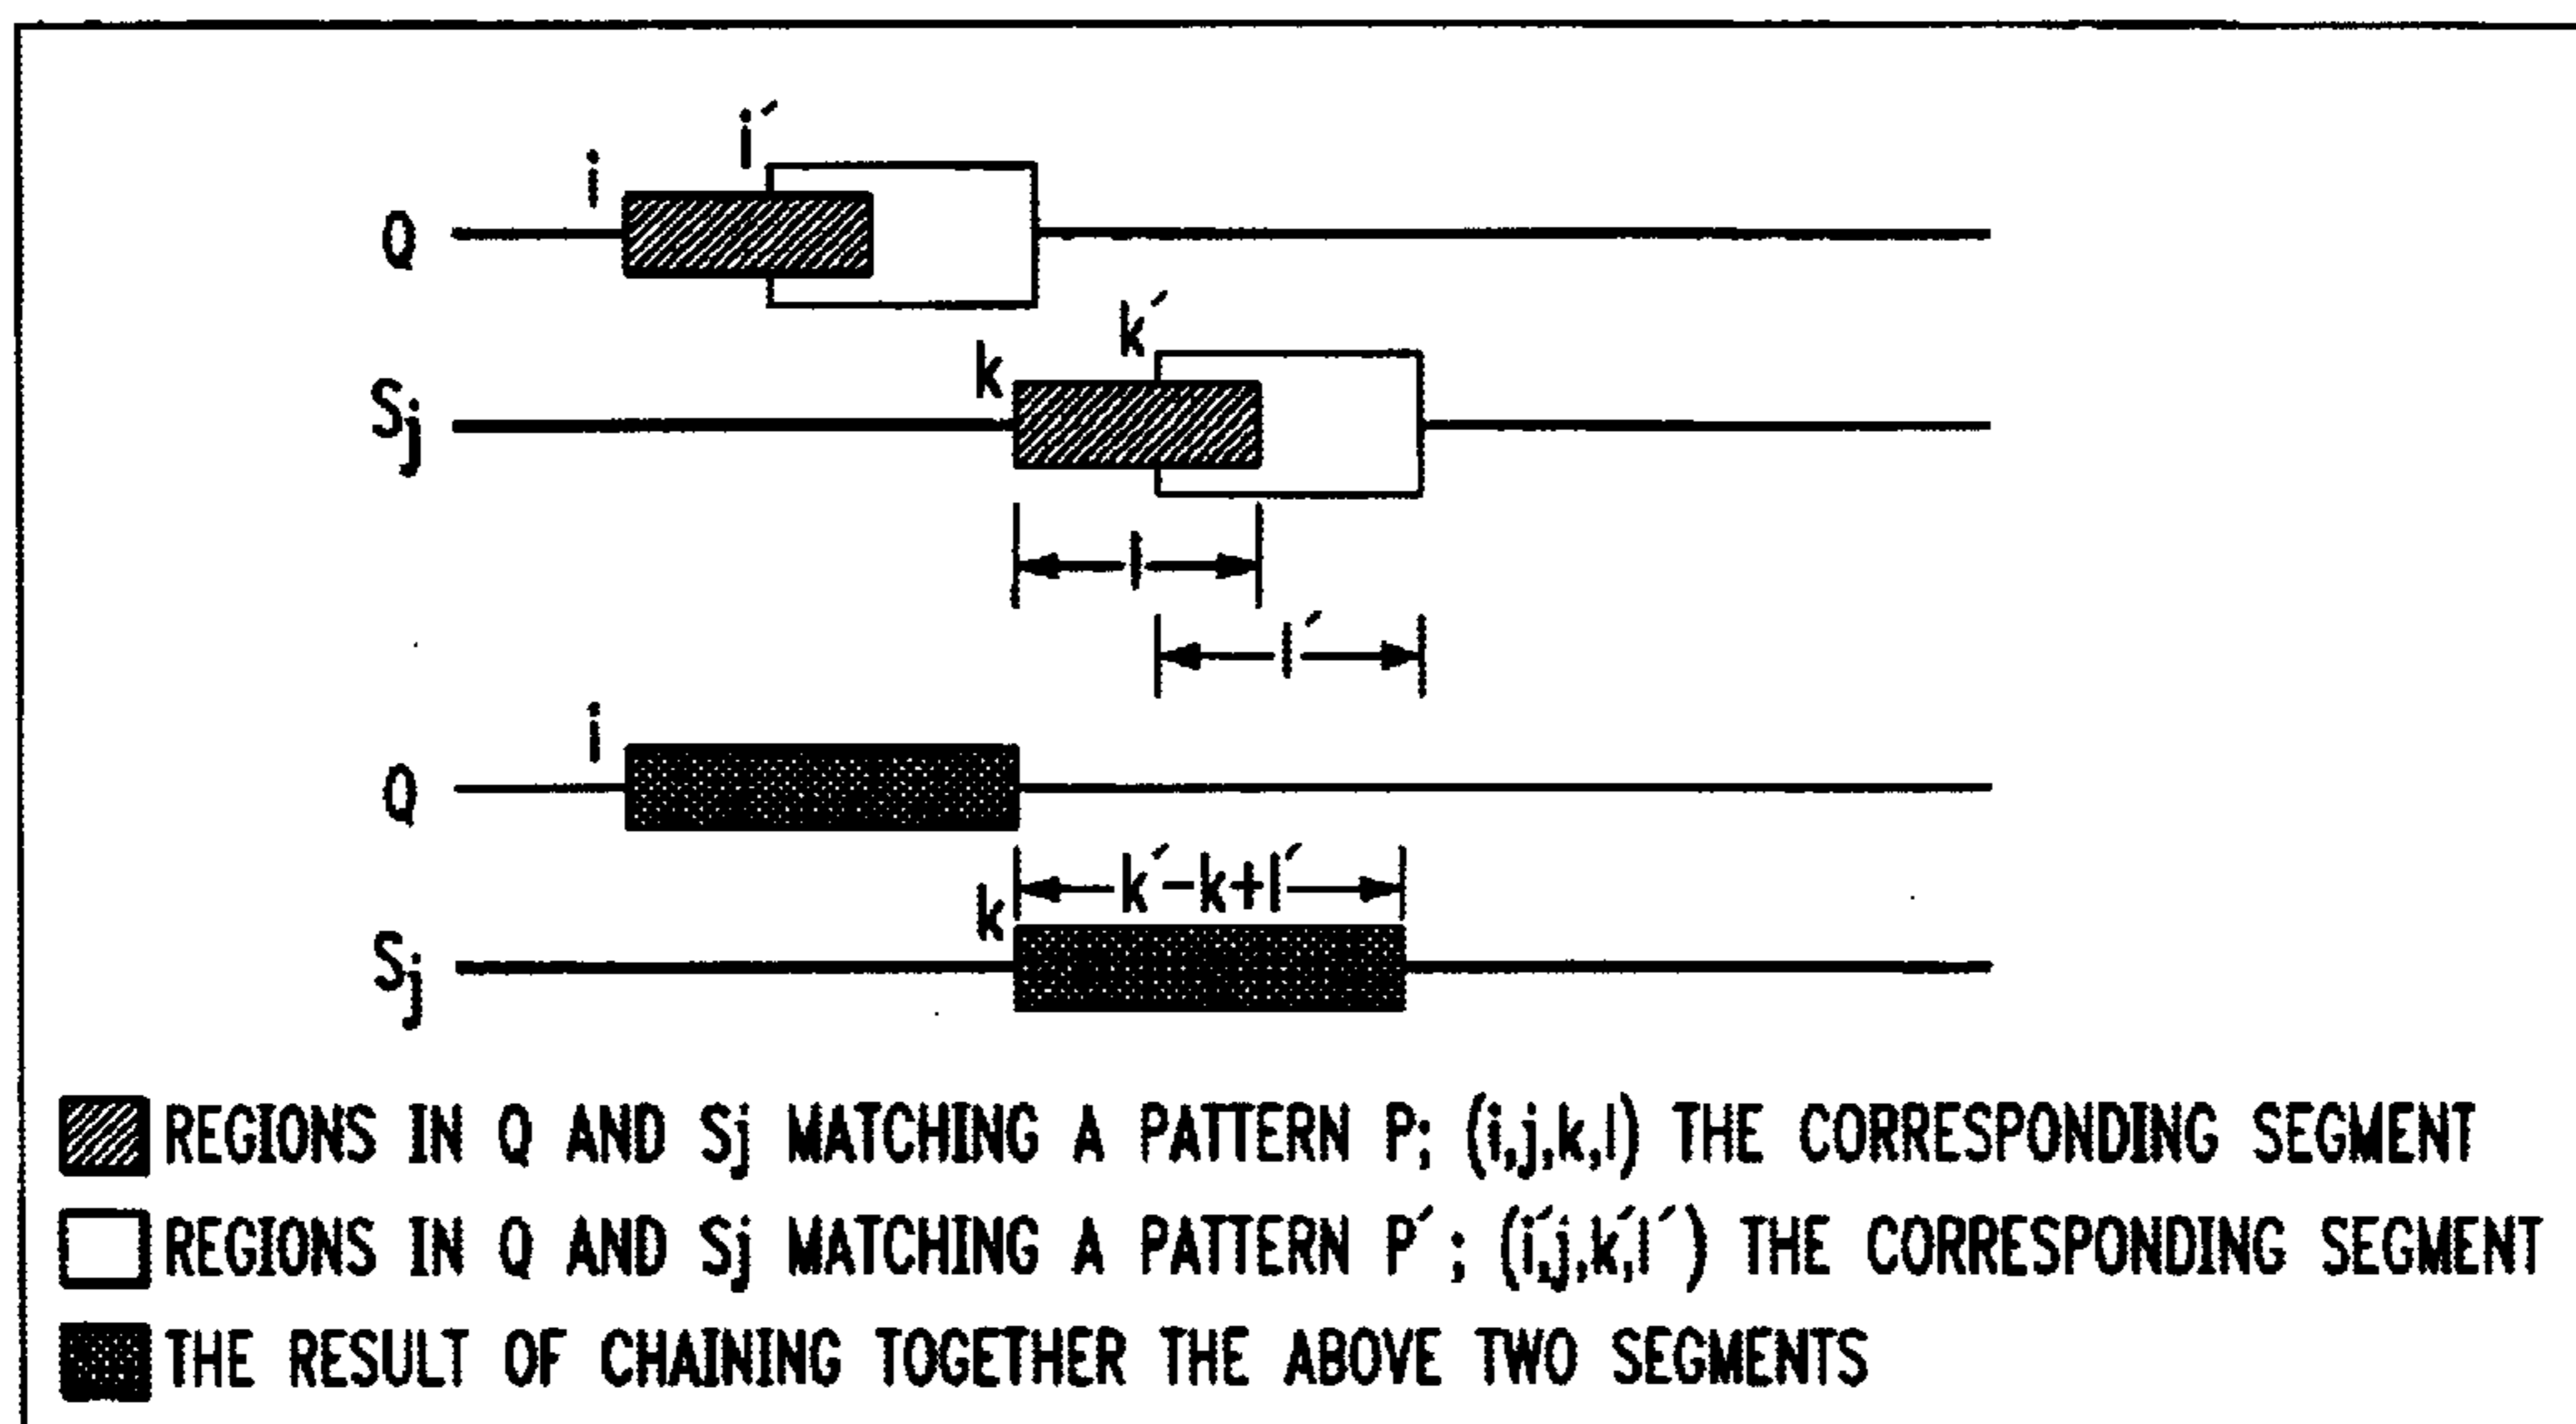 i
i´
Q
k
k´
Sj
l
l´
i
Q
k´-k+l´
k
Sj
REGIONS IN Q AND Sj MATCHING A PATTERN P; (i,j,k,l) THE CORRESPONDING SEGMENT
REGIONS IN Q AND Sj MATCHING A PATTERN P´; (i´,j,k´,l´) THE CORRESPONDING SEGMENT
THE RESULT OF CHAINING TOGETHER THE ABOVE TWO SEGMENTS